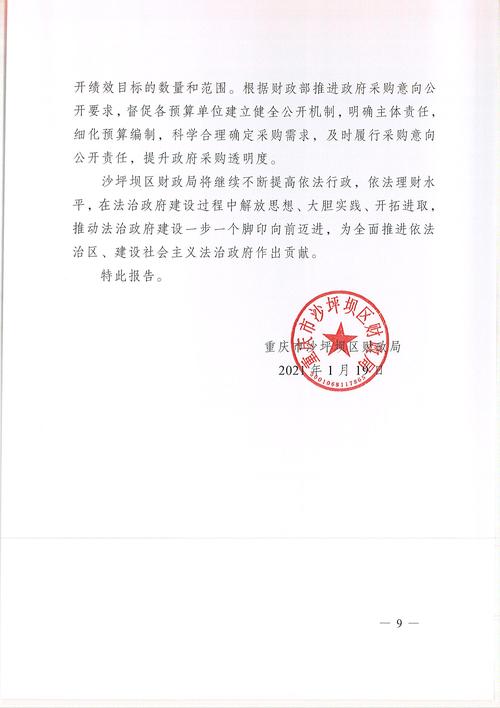 开绩效目标的数量和范围。根据财政部推进政府采购意向公
开要求，督促各预算单位建立健全公开机制，明确主体责任，
细化预算编制，科学合理确定采购需求，及时履行采购意向
公开责任，提升政府采购透明度。
沙坪坝区财政局将继续不断提高依法行政，依法理财水
平，在法治政府建设过程中解放思想、大胆实践、开拓进取，
推动法治政府建设一步一个脚印向前迈进，为全面推进依法
治区、建设社会主义法治政府作出贡献。
特此报告。
重庆市沙坪坝区财政局
重庆市沙坪坝区财政局
2021 年 1 月 19 日
5001068117865
— 9 —